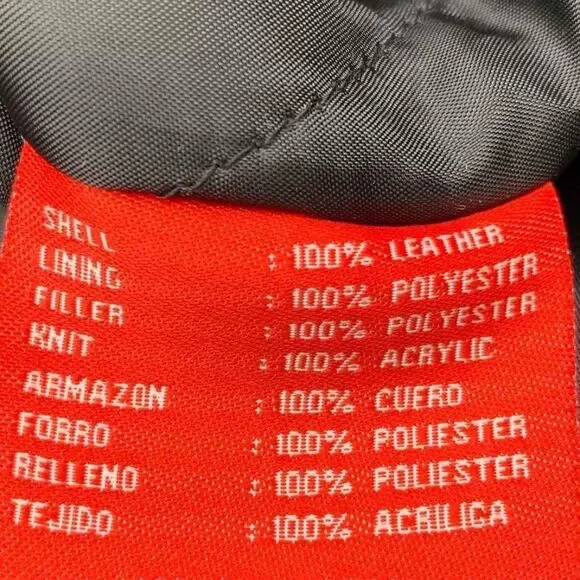 SHELL : 100% LEATHER
LINING : 100% POLYESTER
FILLER : 100% POLYESTER
KNIT : 100% ACRYLIC
ARMAZON : 100% CUERO
FORRO : 100% POLIESTER
RELLENO : 100% POLIESTER
TEJIDO : 100% ACRILICA